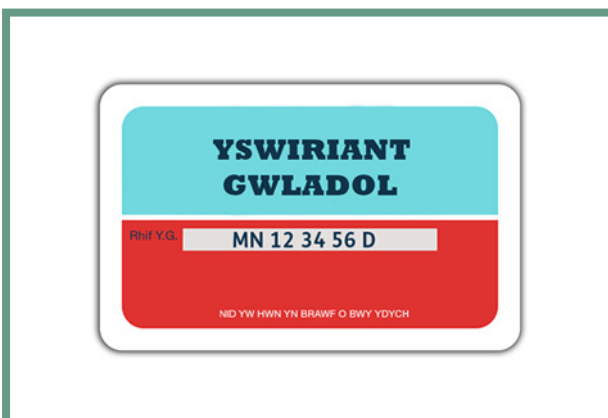 YSWIRIANT
GWLADOL
Rhif Y.G. MN 12 34 56 D
NID YW HWN YN BRAWF O BWY YDYCH